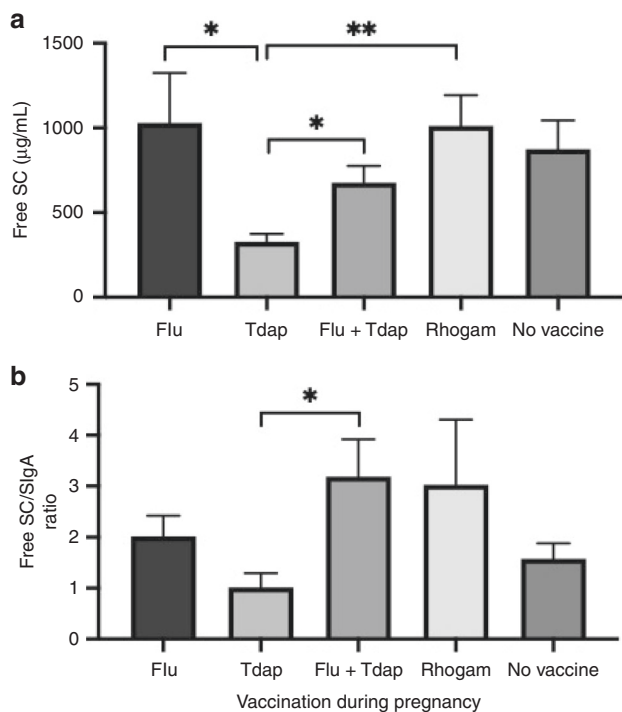 a
* **
*
1500
1000
500
0
Free SC (µg/mL)
Flu Tdap Flu + Tdap Rhogam No vaccine
b
*
5
4
3
2
1
0
Free SC/SIgA
ratio
Flu Tdap Flu + Tdap Rhogam No vaccine
Vaccination during pregnancy